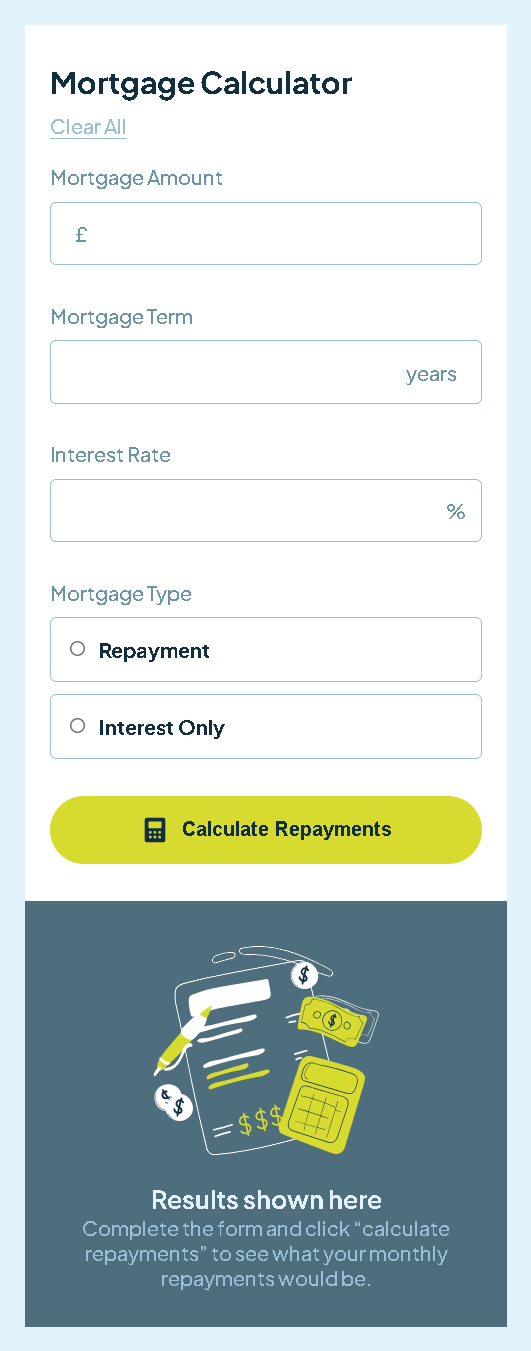 Mortgage Calculator
Clear All
Mortgage Amount
£
Mortgage Term
years
Interest Rate
%
Mortgage Type
Repayment
Interest Only
Calculate Repayments
$
$
$
$
$$$
Results shown here
Complete the form and click “calculate
repayments” to see what your monthly
repayments would be.